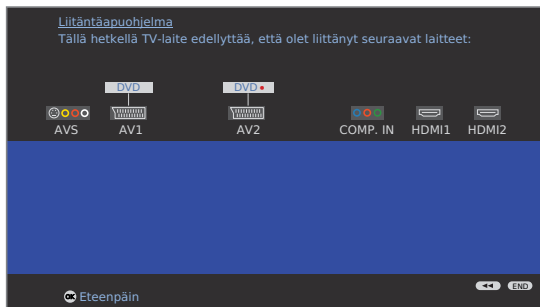 Liitäntäapuohjelma
Tällä hetkellä TV-laite edellyttää, että olet liittänyt seuraavat laitteet:
DVD DVD
AVS AV1 AV2 COMP. IN HDMI1 HDMI2
OK Eteenpäin END